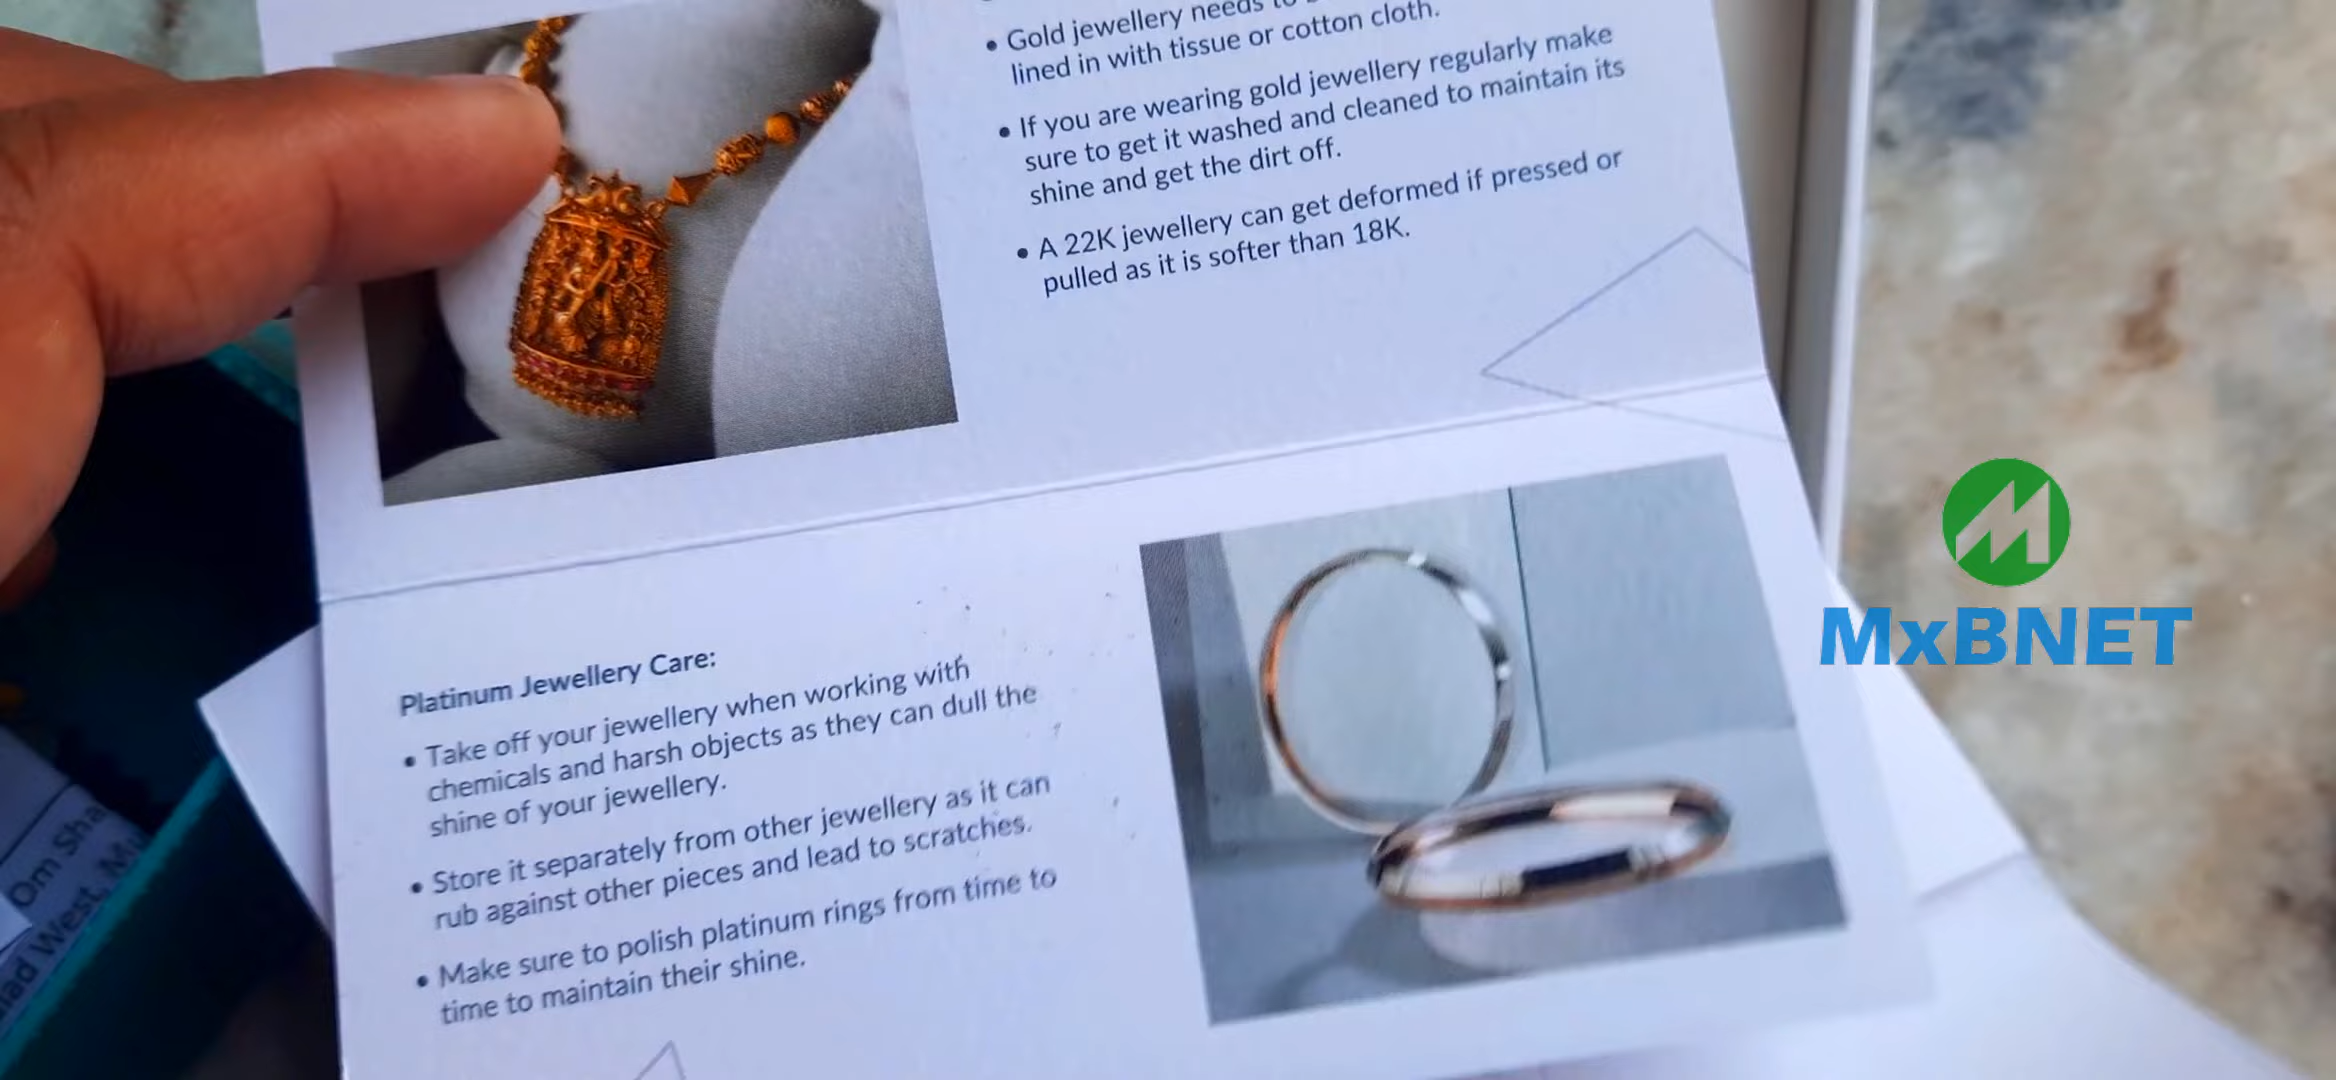 • Gold jewellery needs to
lined in with tissue or cotton cloth.
• If you are wearing gold jewellery regularly make
sure to get it washed and cleaned to maintain its
shine and get the dirt off.
• A 22K jewellery can get deformed if pressed or
pulled as it is softer than 18K.
Platinum Jewellery Care:
• Take off your jewellery when working with
chemicals and harsh objects as they can dull the
shine of your jewellery.
• Store it separately from other jewellery as it can
rub against other pieces and lead to scratches.
• Make sure to polish platinum rings from time to
time to maintain their shine.
MxBNET
Om Sha
West,